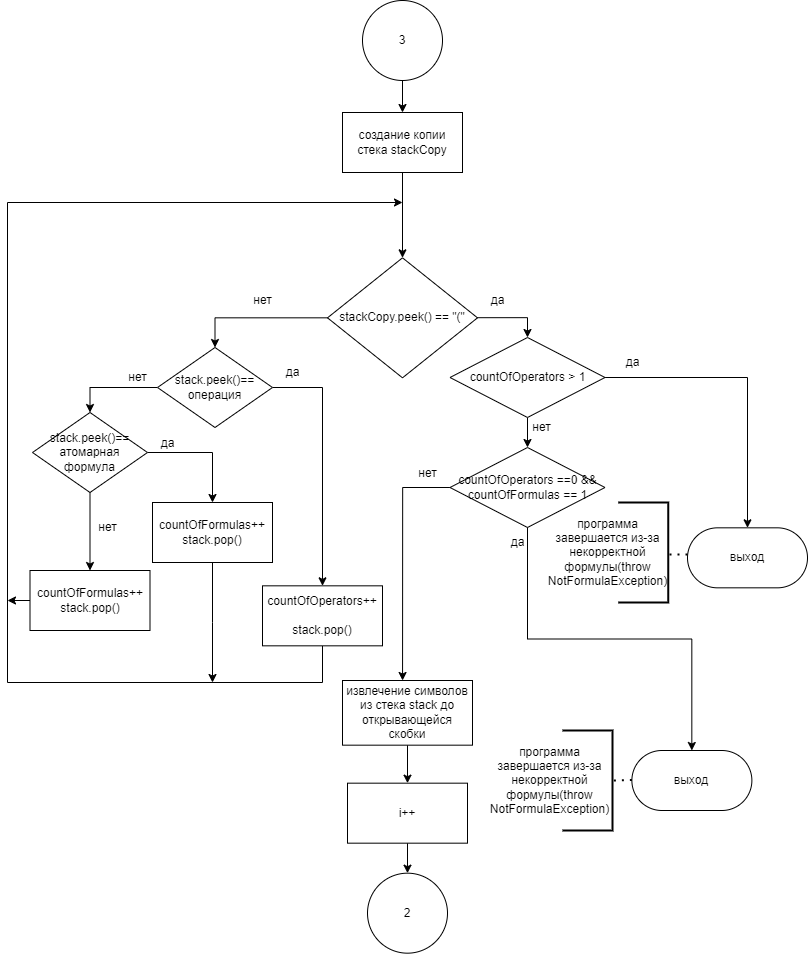 3
создание копии
стека stackCopy
stackCopy.peek() == "("
нет
да
stack.peek()==
операция
countOfOperators > 1
нет
да
да
нет
stack.peek()==
атомарная
формула
да
нет
countOfOperators ==0 &&
countOfFormulas == 1
нет
да
countOfFormulas++
stack.pop()
countOfFormulas++
stack.pop()
countOfOperators++
stack.pop()
программа
завершается из-за
некорректной
формулы(throw
NotFormulaException)
выход
извлечение символов
из стека stack до
открывающейся
скобки
программа
завершается из-за
некорректной
формулы(throw
NotFormulaException)
выход
i++
2